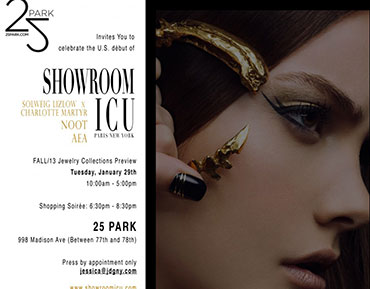 25 PARK
25PARK.COM
Invites You to
celebrate the U.S. début of
SHOWROOM
SOLWEIG LIZLOW X
CHARLOTTE MARTYR
NOOT
AEA
ICU
PARIS NEW YORK
FALL/13 Jewelry Collections Preview
Tuesday, January 29th
10:00am - 5:00pm
Shopping Soirée: 6:30pm - 8:30pm
25 PARK
998 Madison Ave (Between 77th and 78th)
Press by appointment only
jessica@jdgny.com
www.showroomicu.com